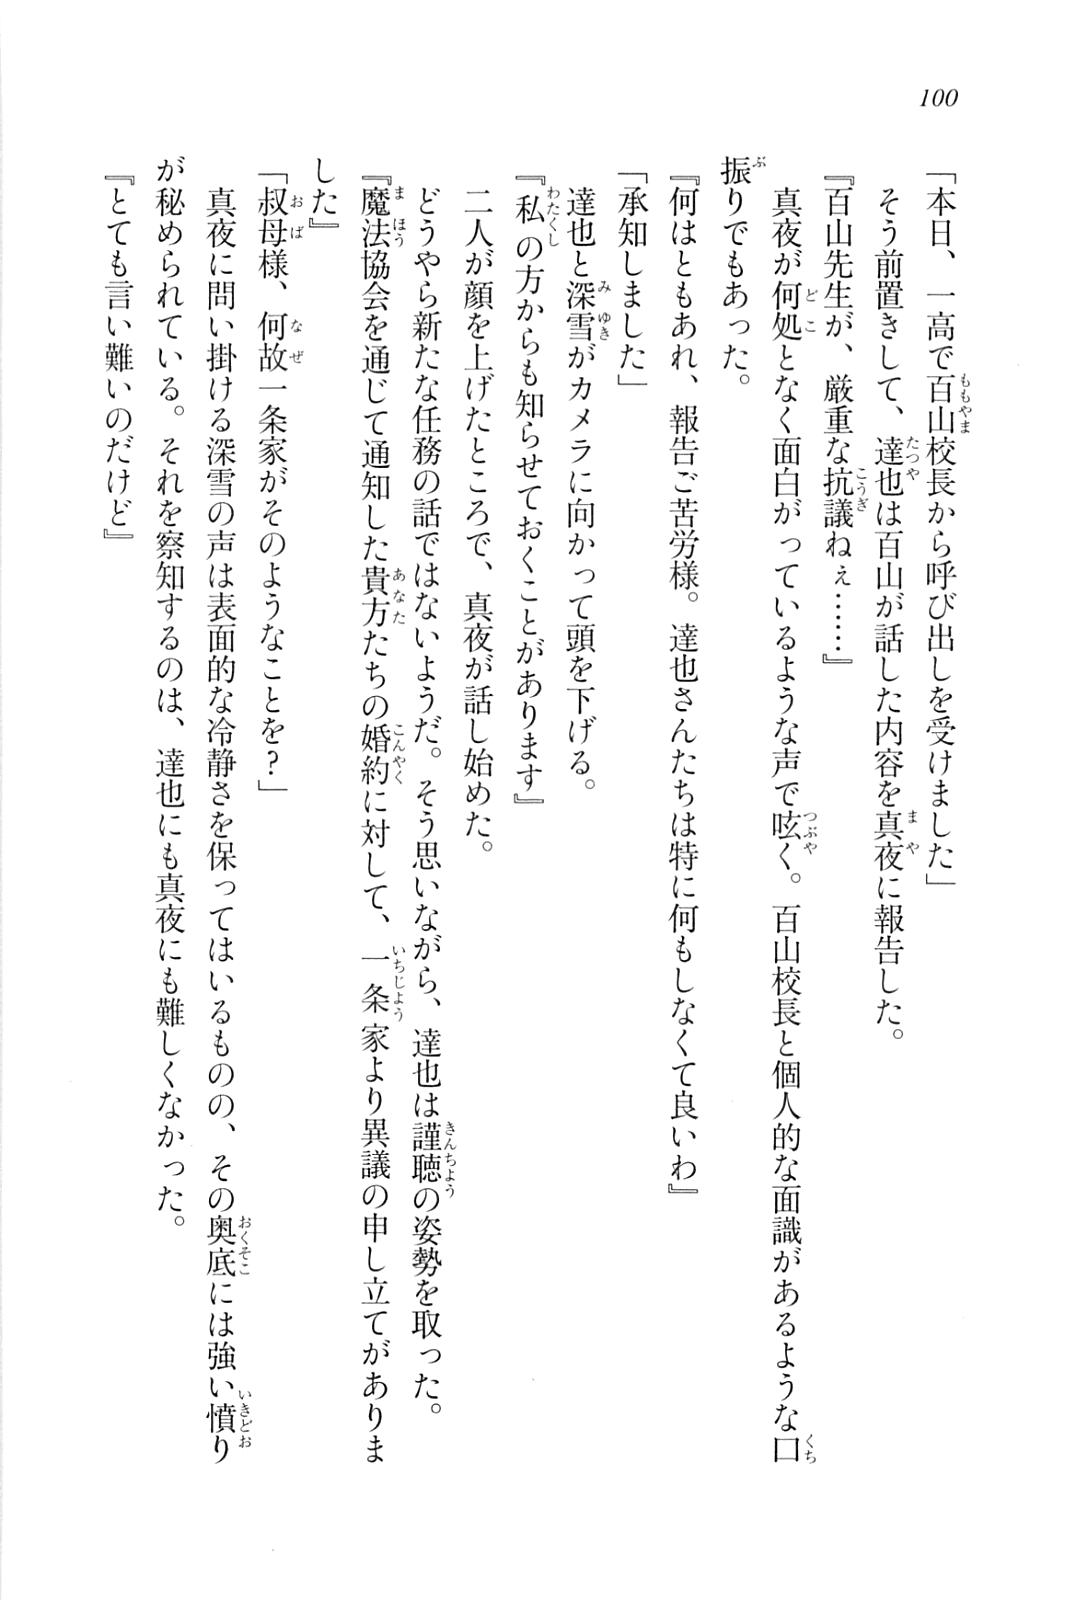 100
「本日、一高で百山校長から呼び出しを受けました」
そう前置きして、達也は百山が話した内容を真夜に報告した。
『百山先生が、厳重な抗議ねぇ……』
真夜が何処となく面白がっているような声で呟く。百山校長と個人的な面識があるような口
振りでもあった。
『何はともあれ、報告ご苦労様。達也さんたちは特に何もしなくて良いわ』
「承知しました」
達也と深雪がカメラに向かって頭を下げる。
『私の方からも知らせておくことがあります』
二人が顔を上げたところで、真夜が話し始めた。
どうやら新たな任務の話ではないようだ。そう思いながら、達也は謹聴の姿勢を取った。
『魔法協会を通じて通知した貴方たちの婚約に対して、一条家より異議の申し立てがありま
した』
「叔母様、何故一条家がそのようなことを?」
真夜に問い掛ける深雪の声は表面的な冷静さを保ってはいるものの、その奥底には強い憤り
が秘められている。それを察知するのは、達也にも真夜にも難しくなかった。
『とても言い難いのだけど』